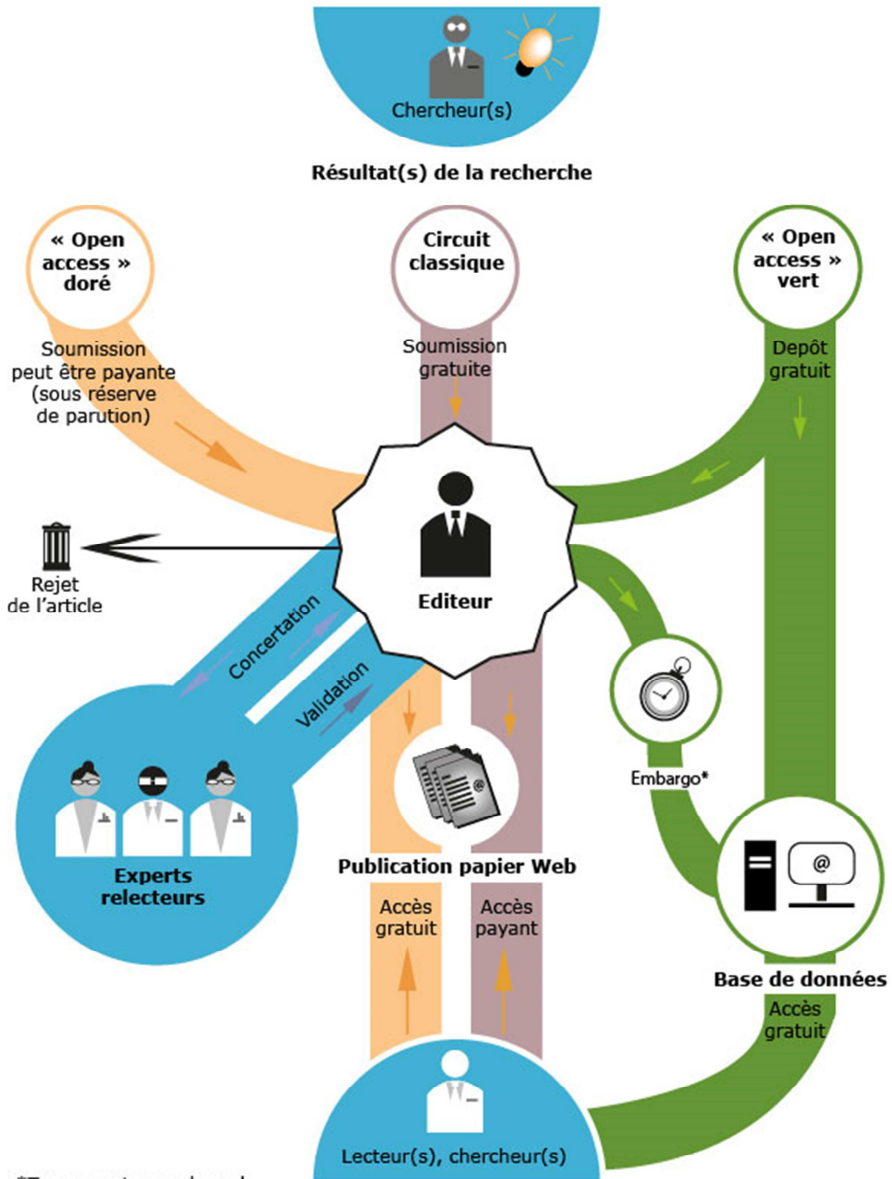 Chercheur(s)
Résultat(s) de la recherche
« Open
access »
doré
Circuit
classique
« Open
access »
vert
Soumission
peut être payante
(sous réserve
de parution)
Soumission
gratuite
Depôt
gratuit
Rejet
de l'article
Editeur
Concertation
Validation
Embargo*
@
@
Experts
relecteurs
Publication papier Web
Accès
gratuit
Accès
payant
Base de données
Accès
gratuit
Lecteur(s), chercheur(s)